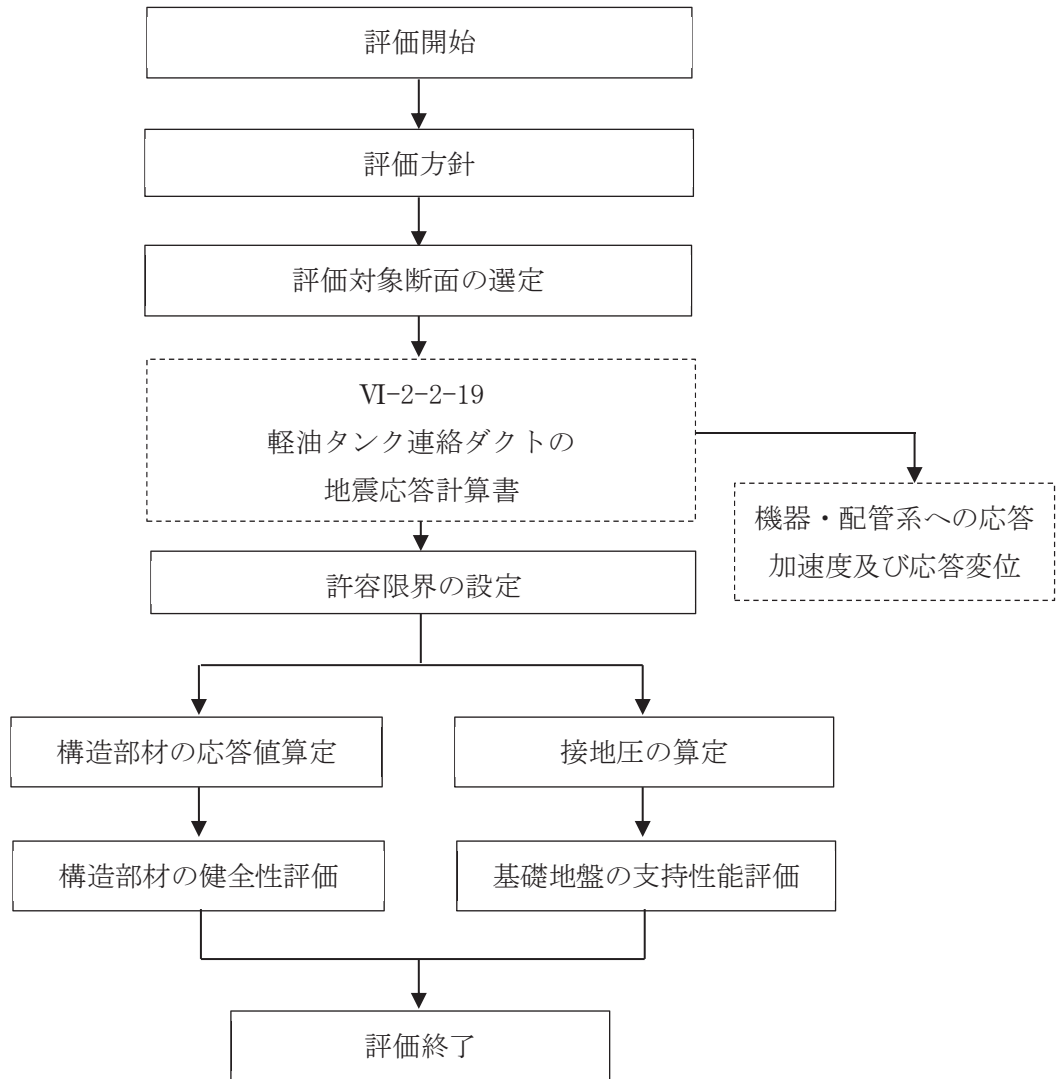 評価開始
評価方針
評価対象断面の選定
Ⅵ-2-2-19
軽油タンク連絡ダクトの
地震応答計算書
機器・配管系への応答
加速度及び応答変位
許容限界の設定
構造部材の応答値算定
接地圧の算定
構造部材の健全性評価
基礎地盤の支持性能評価
評価終了